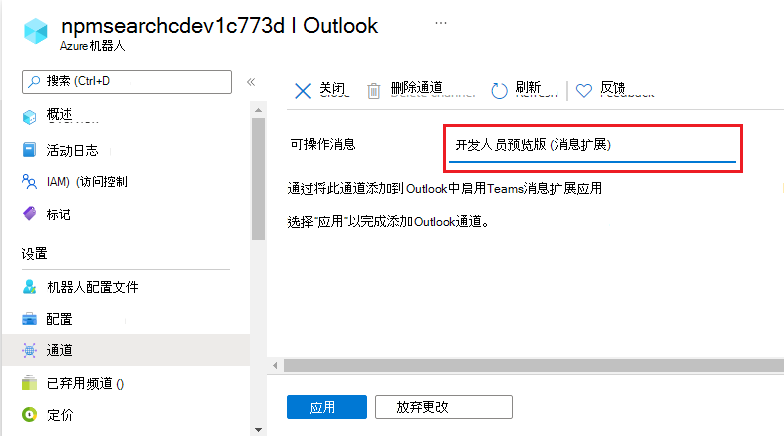 npmsearchcdev1c773d | Outlook
...
Azure机器人
搜索 (Ctrl+D
«
概述
活动日志
IAM) (访问控制
标记
设置
机器人配置文件
配置
通道
已弃用频道 ()
定价
关闭
删除通道
刷新
反馈
可操作消息
开发人员预览版 (消息扩展)
通过将此通道添加到Outlook中启用Teams消息扩展应用
选择"应用"以完成添加Outlook通道。
应用
放弃更改